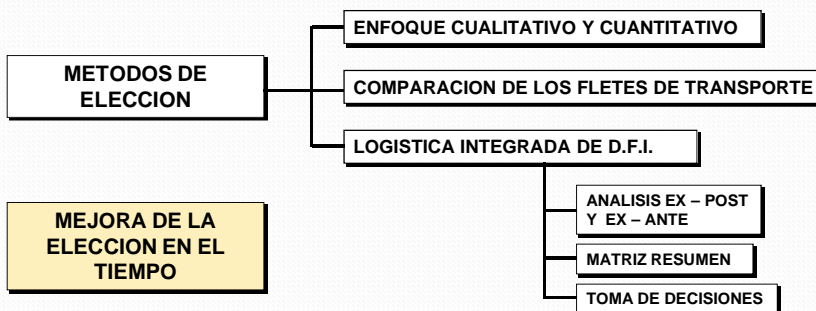 METODOS DE
ELECCION
ENFOQUE CUALITATIVO Y CUANTITATIVO
COMPARACION DE LOS FLETES DE TRANSPORTE
LOGISTICA INTEGRADA DE D.F.I.
ANALISIS EX – POST
Y EX – ANTE
MATRIZ RESUMEN
TOMA DE DECISIONES
MEJORA DE LA
ELECCION EN EL
TIEMPO